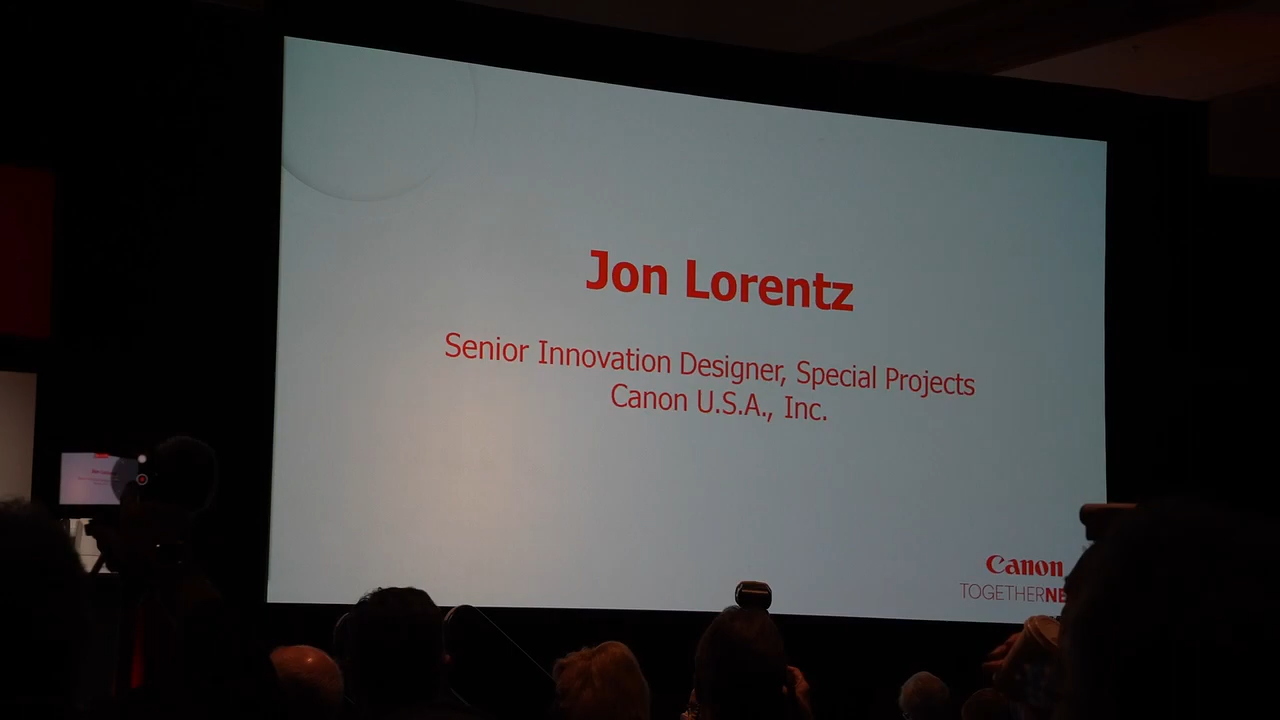 Jon Lorentz
Senior Innovation Designer, Special Projects
Canon U.S.A., Inc.
Canon
TOGETHERNE